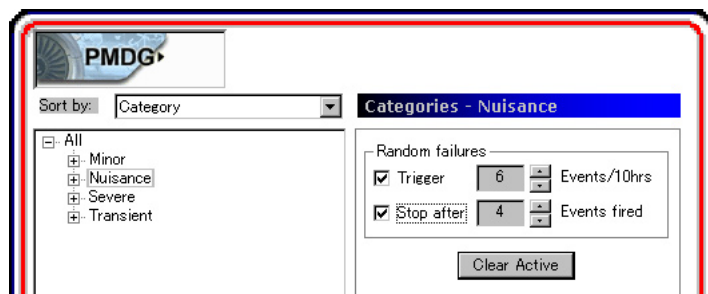 PMDG
Sort by: Category
Categories - Nuisance
All
Minor
Nuisance
Severe
Transient
Random failures
Trigger 6 Events/10hrs
Stop after 4 Events fired
Clear Active